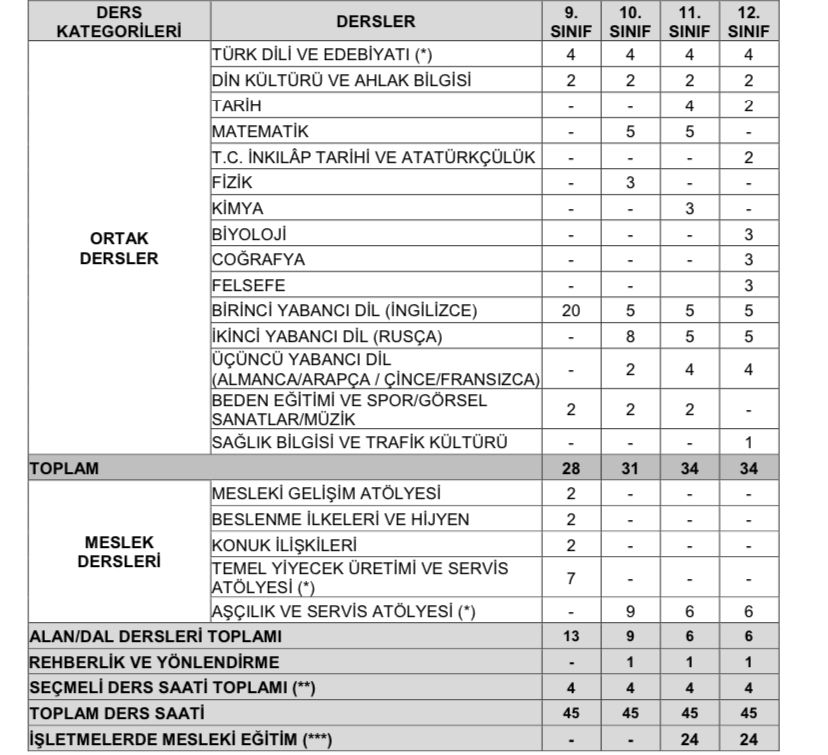 DERS KATEGORİLERİ DERSLER 9. SINIF 10. SINIF 11. SINIF 12. SINIF
ORTAK DERSLER
TÜRK DİLİ VE EDEBİYATI (*) 4 4 4 4
DİN KÜLTÜRÜ VE AHLAK BİLGİSİ 2 2 2 2
TARİH - - 4 2
MATEMATİK - 5 5 -
T.C. İNKILÂP TARİHİ VE ATATÜRKÇÜLÜK - - - 2
FİZİK - 3 - -
KİMYA - - 3 -
BİYOLOJİ - - - 3
COĞRAFYA - - - 3
FELSEFE - - - 3
BİRİNCİ YABANCI DİL (İNGİLİZCE) 20 5 5 5
İKİNCİ YABANCI DİL (RUSÇA) - 8 5 5
ÜÇÜNCÜ YABANCI DİL
(ALMANCA/ARAPÇA / ÇİNCE/FRANSIZCA) - 2 4 4
BEDEN EĞİTİMİ VE SPOR/GÖRSEL
SANATLAR/MÜZİK 2 2 2 -
SAĞLIK BİLGİSİ VE TRAFİK KÜLTÜRÜ - - - 1
TOPLAM 28 31 34 34
MESLEK DERSLERİ
MESLEKİ GELİŞİM ATÖLYESİ 2 - - -
BESLENME İLKELERİ VE HİJYEN 2 - - -
KONUK İLİŞKİLERİ 2 - - -
TEMEL YİYECEK ÜRETİMİ VE SERVİS
ATÖLYESİ (*) 7 - - -
AŞÇILIK VE SERVİS ATÖLYESİ (*) - 9 6 6
ALAN/DAL DERSLERİ TOPLAMI 13 9 6 6
REHBERLİK VE YÖNLENDİRME - 1 1 1
SEÇMELİ DERS SAATİ TOPLAMI (**) 4 4 4 4
TOPLAM DERS SAATİ 45 45 45 45
İŞLETMELERDE MESLEKİ EĞİTİM (***) - - 24 24